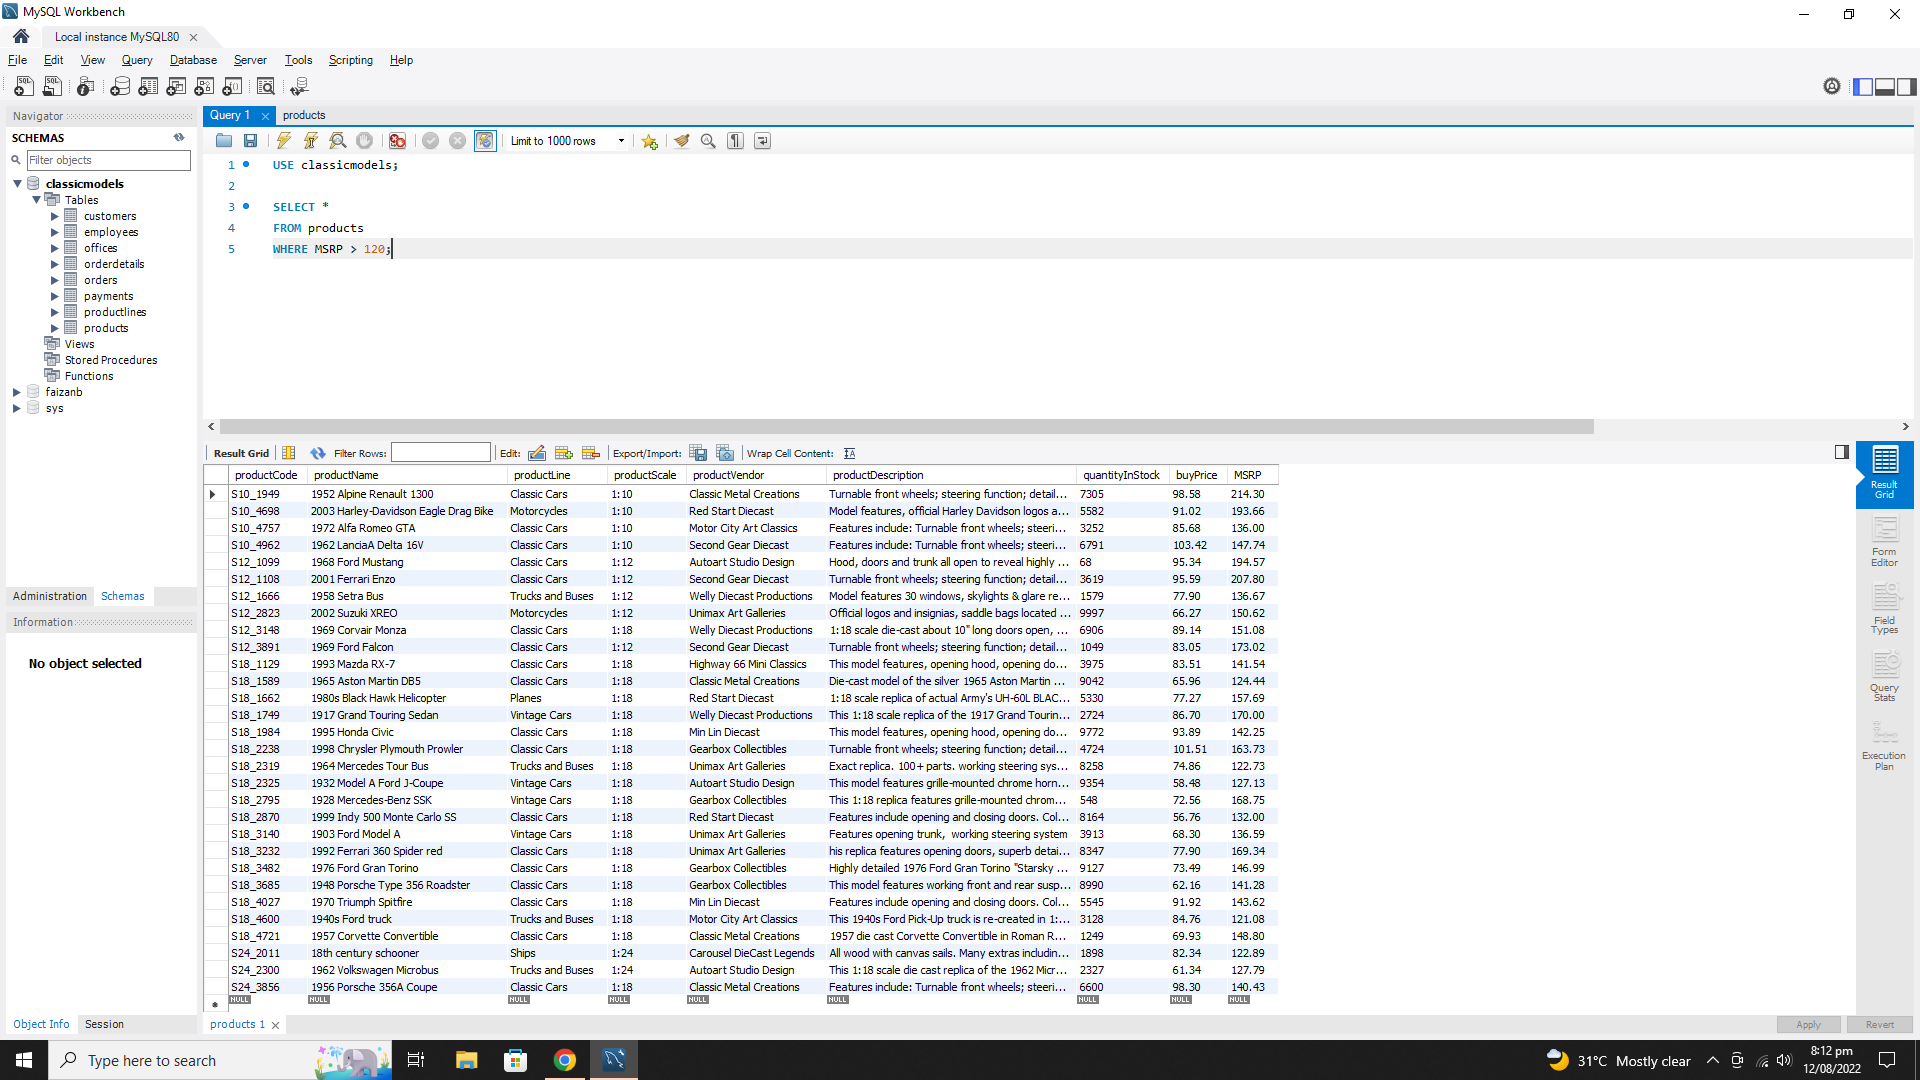 MySQL Workbench
Local instance MySQL80
File Edit View Query Database Server Tools Scripting Help
Navigator
SCHEMAS
Filter objects
classicmodels
Tables
customers
employees
offices
orderdetails
orders
payments
productlines
products
Views
Stored Procedures
Functions
faizanb
sys
Administration Schemas
Information
No object selected
Object Info Session
Query 1 products
Limit to 1000 rows
1 USE classicmodels;
2
3 SELECT *
4 FROM products
5 WHERE MSRP > 120;
Result Grid Filter Rows: Edit: Export/Import: Wrap Cell Content:
productCode productName productLine productScale productVendor productDescription quantityInStock buyPrice MSRP
S10_1949 1952 Alpine Renault 1300 Classic Cars 1:10 Classic Metal Creations Turnable front wheels; steering function; detail... 7305 98.58 214.30
S10_4698 2003 Harley-Davidson Eagle Drag Bike Motorcycles 1:10 Red Start Diecast Model features, official Harley Davidson logos a... 5582 91.02 193.66
S10_4757 1972 Alfa Romeo GTA Classic Cars 1:10 Motor City Art Classics Features include: Turnable front wheels; steeri... 3252 85.68 136.00
S10_4962 1962 LanciaA Delta 16V Classic Cars 1:10 Second Gear Diecast Features include: Turnable front wheels; steeri... 6791 103.42 147.74
S12_1099 1968 Ford Mustang Classic Cars 1:12 Autoart Studio Design Hood, doors and trunk all open to reveal highly ... 68 95.34 194.57
S12_1108 2001 Ferrari Enzo Classic Cars 1:12 Second Gear Diecast Turnable front wheels; steering function; detail... 3619 95.59 207.80
S12_1666 1958 Setra Bus Trucks and Buses 1:12 Welly Diecast Productions Model features 30 windows, skylights & glare re... 1579 77.90 136.67
S12_2823 2002 Suzuki XREO Motorcycles 1:12 Unimax Art Galleries Official logos and insignias, saddle bags located ... 9997 66.27 150.62
S12_3148 1969 Corvair Monza Classic Cars 1:18 Welly Diecast Productions 1:18 scale die-cast about 10" long doors open, ... 6906 89.14 151.08
S12_3891 1969 Ford Falcon Classic Cars 1:12 Second Gear Diecast Turnable front wheels; steering function; detail... 1049 83.05 173.02
S18_1129 1993 Mazda RX-7 Classic Cars 1:18 Highway 66 Mini Classics This model features, opening hood, opening do... 3975 83.51 141.54
S18_1589 1965 Aston Martin DB5 Classic Cars 1:18 Classic Metal Creations Die-cast model of the silver 1965 Aston Martin ... 9042 65.96 124.44
S18_1662 1980s Black Hawk Helicopter Planes 1:18 Red Start Diecast 1:18 scale replica of actual Army's UH-60L BLAC... 5330 77.27 157.69
S18_1749 1917 Grand Touring Sedan Vintage Cars 1:18 Welly Diecast Productions This 1:18 scale replica of the 1917 Grand Tourin... 2724 86.70 170.00
S18_1984 1995 Honda Civic Classic Cars 1:18 Min Lin Diecast This model features, opening hood, opening do... 9772 93.89 142.25
S18_2238 1998 Chrysler Plymouth Prowler Classic Cars 1:18 Gearbox Collectibles Turnable front wheels; steering function; detail... 4724 101.51 163.73
S18_2319 1964 Mercedes Tour Bus Trucks and Buses 1:18 Unimax Art Galleries Exact replica. 100+ parts. working steering sys... 8258 74.86 122.73
S18_2325 1932 Model A Ford J-Coupe Vintage Cars 1:18 Autoart Studio Design This model features grille-mounted chrome horn... 9354 58.48 127.13
S18_2795 1928 Mercedes-Benz SSK Vintage Cars 1:18 Gearbox Collectibles This 1:18 replica features grille-mounted chrom... 548 72.56 168.75
S18_2870 1999 Indy 500 Monte Carlo SS Classic Cars 1:18 Red Start Diecast Features include opening and closing doors. Col... 8164 56.76 132.00
S18_3140 1903 Ford Model A Vintage Cars 1:18 Unimax Art Galleries Features opening trunk, working steering system 3913 68.30 136.59
S18_3232 1992 Ferrari 360 Spider red Classic Cars 1:18 Unimax Art Galleries his replica features opening doors, superb detai... 8347 77.90 169.34
S18_3482 1976 Ford Gran Torino Classic Cars 1:18 Gearbox Collectibles Highly detailed 1976 Ford Gran Torino "Starsky ... 9127 73.49 146.99
S18_3685 1948 Porsche Type 356 Roadster Classic Cars 1:18 Gearbox Collectibles This model features working front and rear susp... 8990 62.16 141.28
S18_4027 1970 Triumph Spitfire Classic Cars 1:18 Min Lin Diecast Features include opening and closing doors. Col... 5545 91.92 143.62
S18_4600 1940s Ford truck Trucks and Buses 1:18 Motor City Art Classics This 1940s Ford Pick-Up truck is re-created in 1:... 3128 84.76 121.08
S18_4721 1957 Corvette Convertible Classic Cars 1:18 Classic Metal Creations 1957 die cast Corvette Convertible in Roman R... 1249 69.93 148.80
S24_2011 18th century schooner Ships 1:24 Carousel DieCast Legends All wood with canvas sails. Many extras includin... 1898 82.34 122.89
S24_2300 1962 Volkswagen Microbus Trucks and Buses 1:24 Autoart Studio Design This 1:18 scale die cast replica of the 1962 Micr... 2327 61.34 127.79
S24_3856 1956 Porsche 356A Coupe Classic Cars 1:18 Classic Metal Creations Features include: Turnable front wheels; steeri... 6600 98.30 140.43
NULL NULL NULL NULL NULL NULL NULL NULL NULL
Result Grid
Form Editor
Field Types
Query Stats
Execution Plan
products 1
Apply Revert
Type here to search
31°C Mostly clear
8:12 pm
12/08/2022